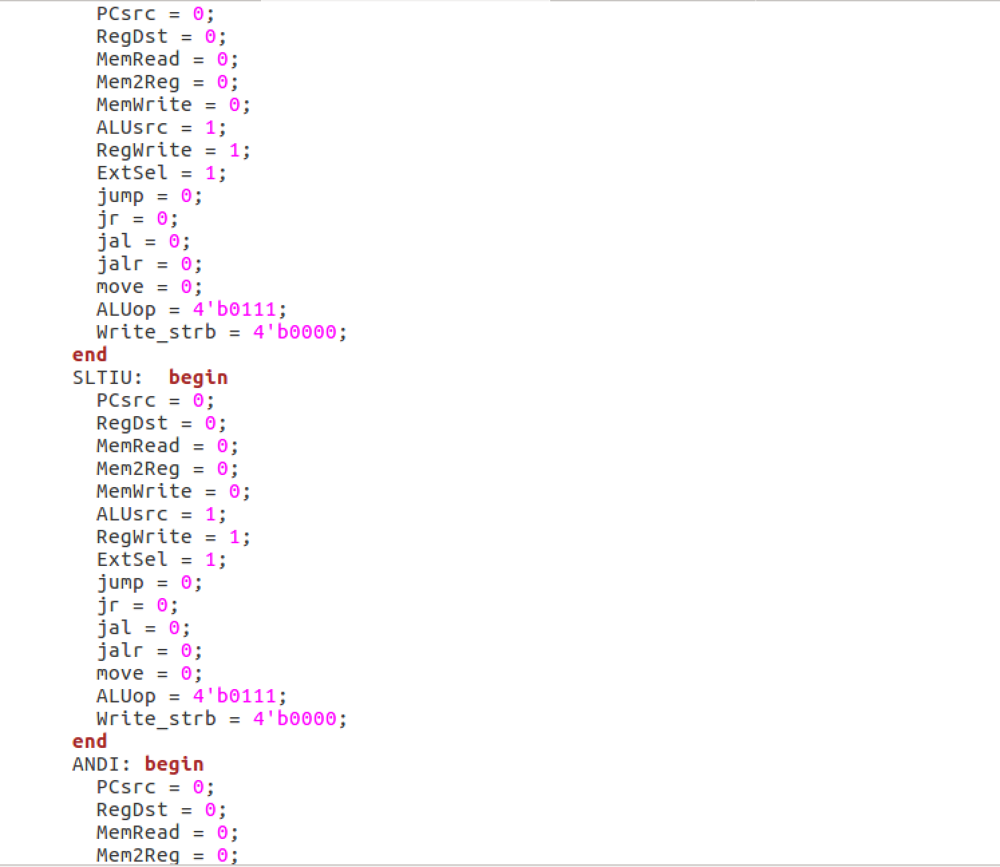 PCsrc = 0;
RegDst = 0;
MemRead = 0;
Mem2Reg = 0;
MemWrite = 0;
ALUsrc = 1;
RegWrite = 1;
ExtSel = 1;
jump = 0;
jr = 0;
jal = 0;
jalr = 0;
move = 0;
ALUop = 4'b0111;
Write_strb = 4'b0000;
end
SLTIU:  begin
PCsrc = 0;
RegDst = 0;
MemRead = 0;
Mem2Reg = 0;
MemWrite = 0;
ALUsrc = 1;
RegWrite = 1;
ExtSel = 1;
jump = 0;
jr = 0;
jal = 0;
jalr = 0;
move = 0;
ALUop = 4'b0111;
Write_strb = 4'b0000;
end
ANDI: begin
PCsrc = 0;
RegDst = 0;
MemRead = 0;
Mem2Reg = 0;